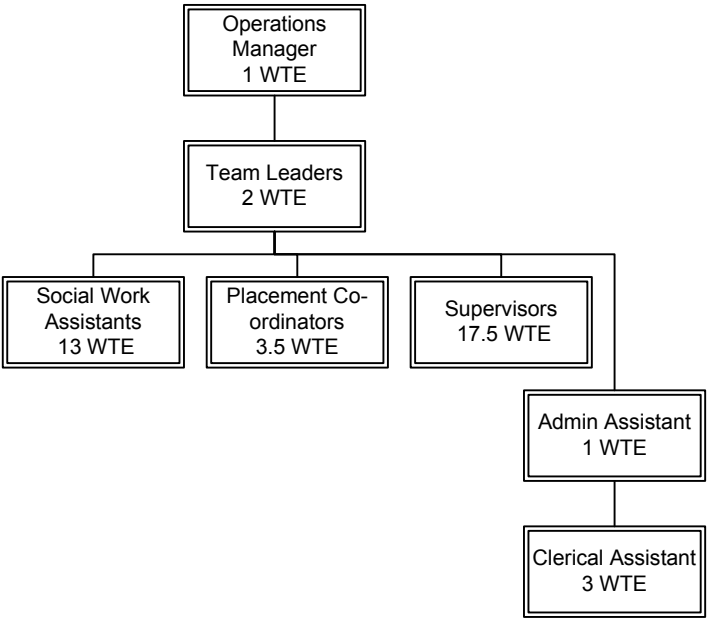 Operations
Manager
1 WTE
Team Leaders
2 WTE
Social Work
Assistants
13 WTE
Placement Co-
ordinators
3.5 WTE
Supervisors
17.5 WTE
Admin Assistant
1 WTE
Clerical Assistant
3 WTE